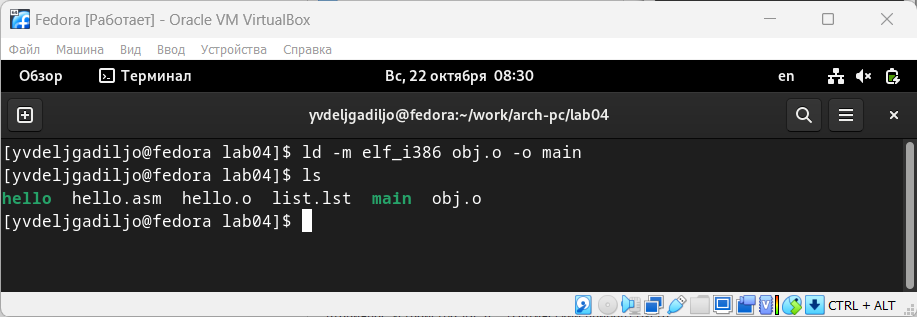 Fedora [Работает] - Oracle VM VirtualBox
Файл Машина Вид Ввод Устройства Справка
Обзор Терминал Вс, 22 октября 08:30 en
yvdeljgadiljo@fedora:~/work/arch-pc/lab04
[yvdeljgadiljo@fedora lab04]$ ld -m elf_i386 obj.o -o main
[yvdeljgadiljo@fedora lab04]$ ls
hello hello.asm hello.o list.lst main obj.o
[yvdeljgadiljo@fedora lab04]$
CTRL + ALT